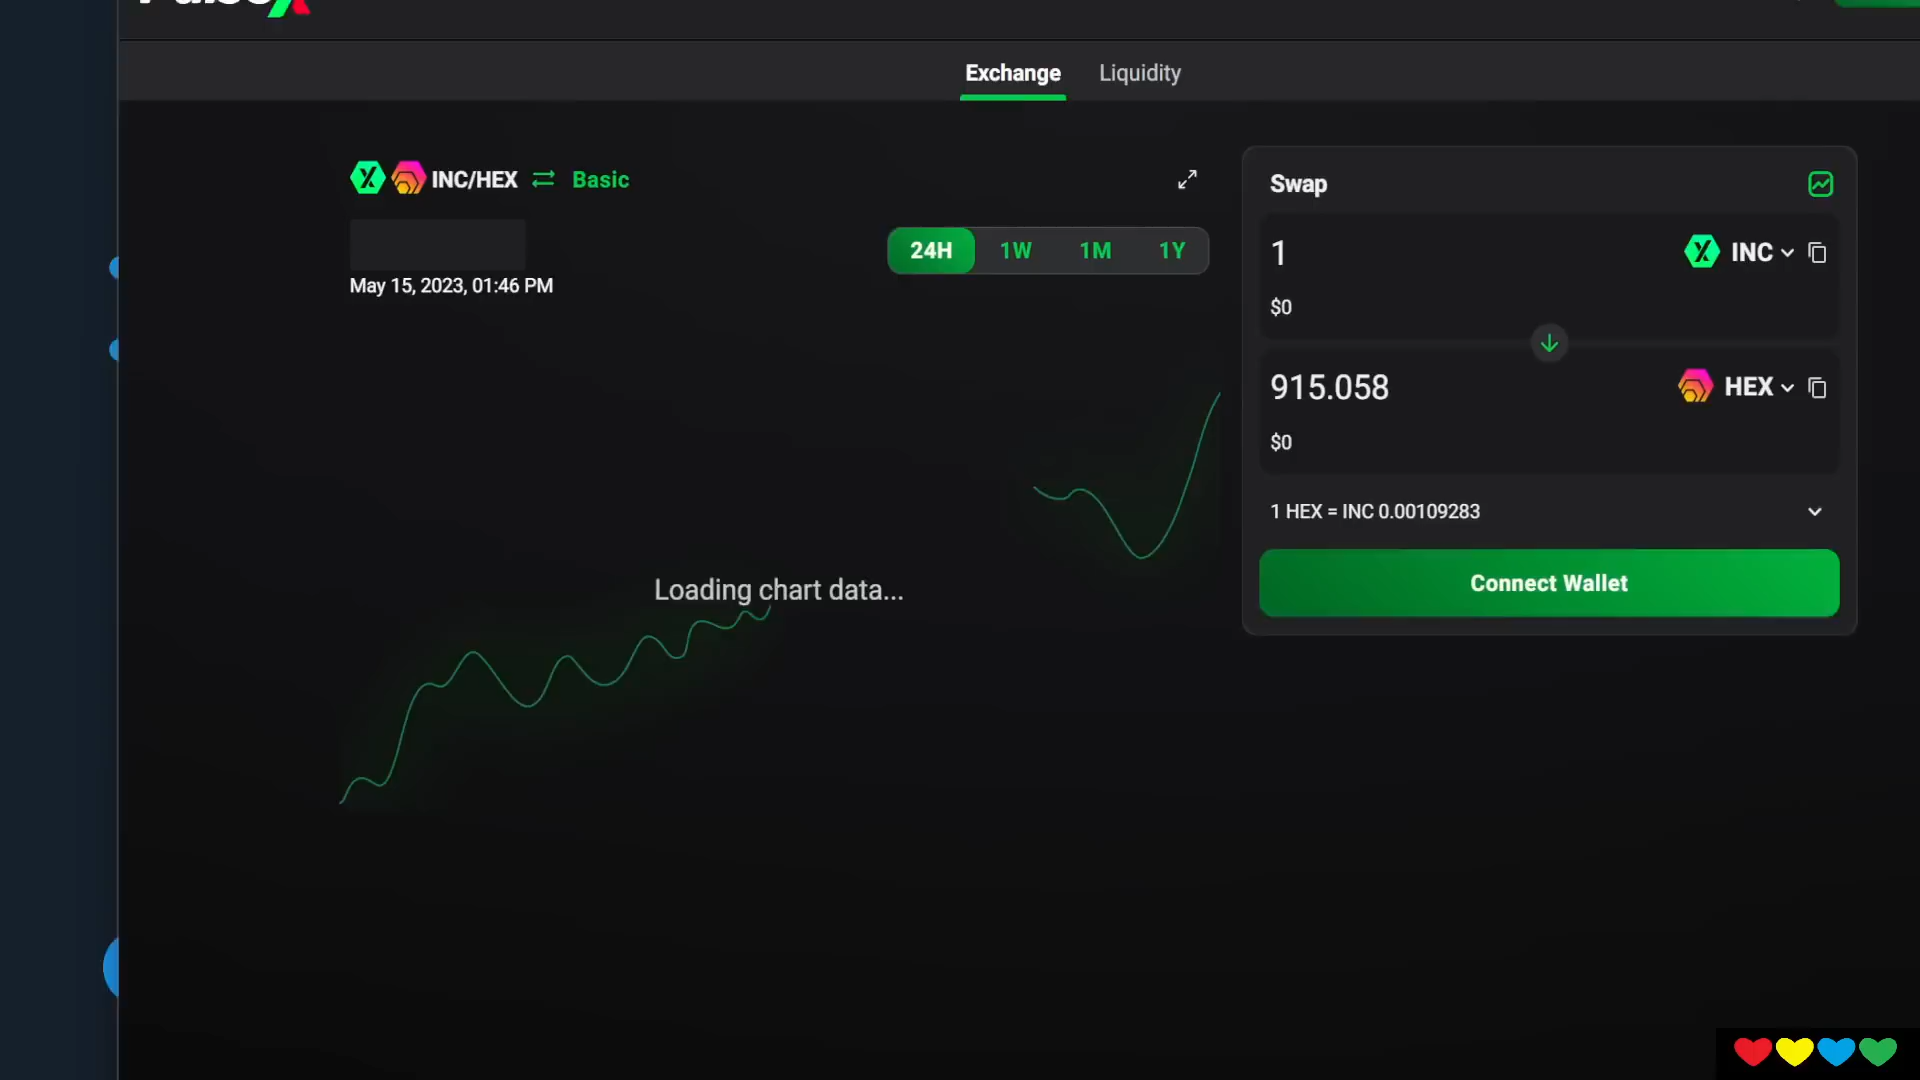 Exchange Liquidity
INC/HEX Basic
May 15, 2023, 01:46 PM
24H 1W 1M 1Y
Loading chart data...
Swap
1 INC
$0
915.058 HEX
$0
1 HEX = INC 0.00109283
Connect Wallet